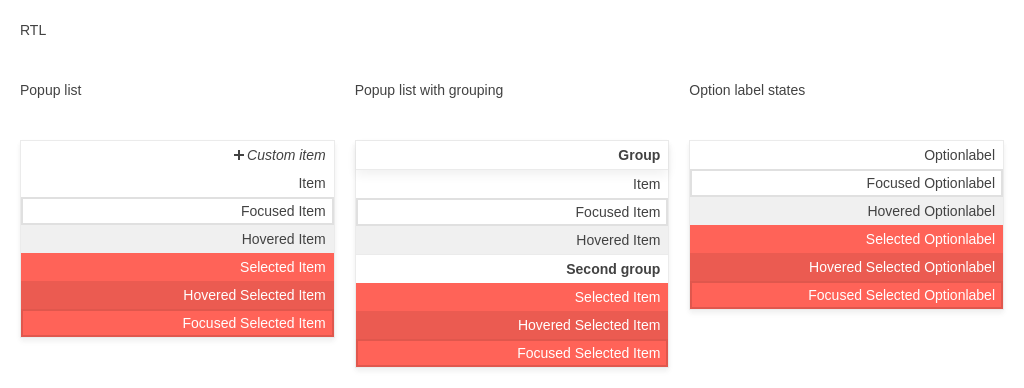 RTL
Popup list
Custom item
Item
Focused Item
Hovered Item
Selected Item
Hovered Selected Item
Focused Selected Item
Popup list with grouping
Group
Item
Focused Item
Hovered Item
Second group
Selected Item
Hovered Selected Item
Focused Selected Item
Option label states
Optionlabel
Focused Optionlabel
Hovered Optionlabel
Selected Optionlabel
Hovered Selected Optionlabel
Focused Selected Optionlabel